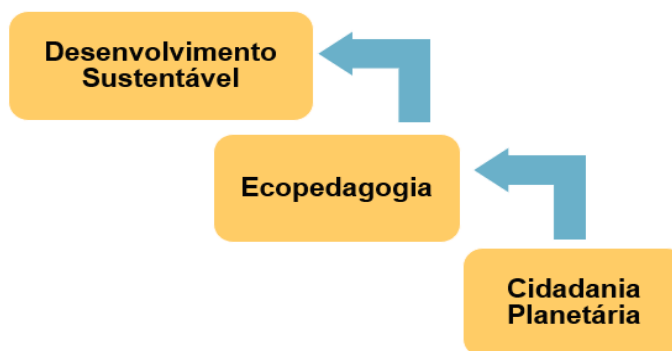 Desenvolvimento
Sustentável
Ecopedagogia
Cidadania
Planetária